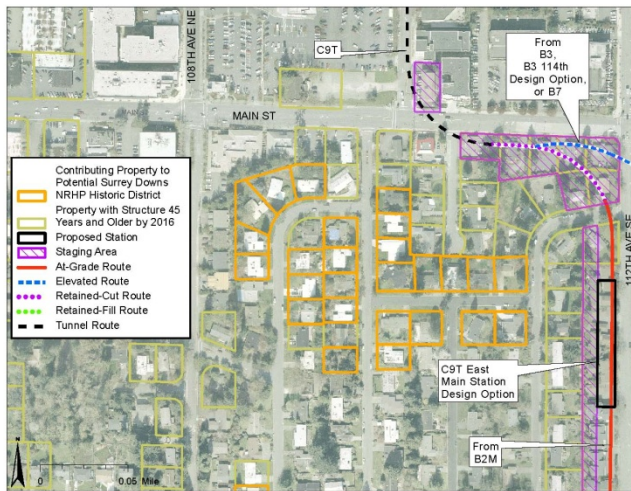 C9T
108TH AVE NE
From
B3,
B3 114th
Design Option,
or B7
MAIN ST
MAIN ST
Contributing Property to
Potential Surrey Downs
NRHP Historic District
Property with Structure 45
Years and Older by 2016
Proposed Station
Staging Area
At-Grade Route
Elevated Route
Retained-Cut Route
Retained-Fill Route
Tunnel Route
112TH AVE SE
C9T East
Main Station
Design Option
From
B2M
N
0
0.05 Mile